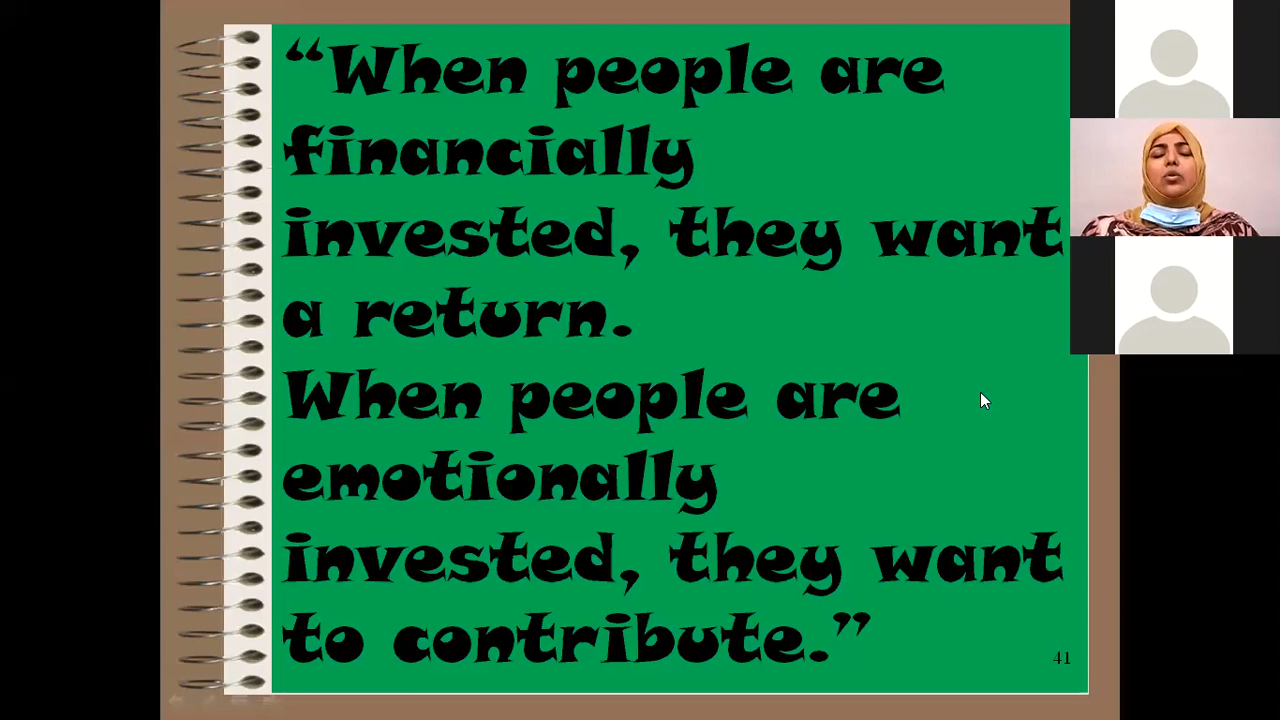 “When people are
financially
invested, they want
a return.
When people are
emotionally
invested, they want
to contribute.”
41